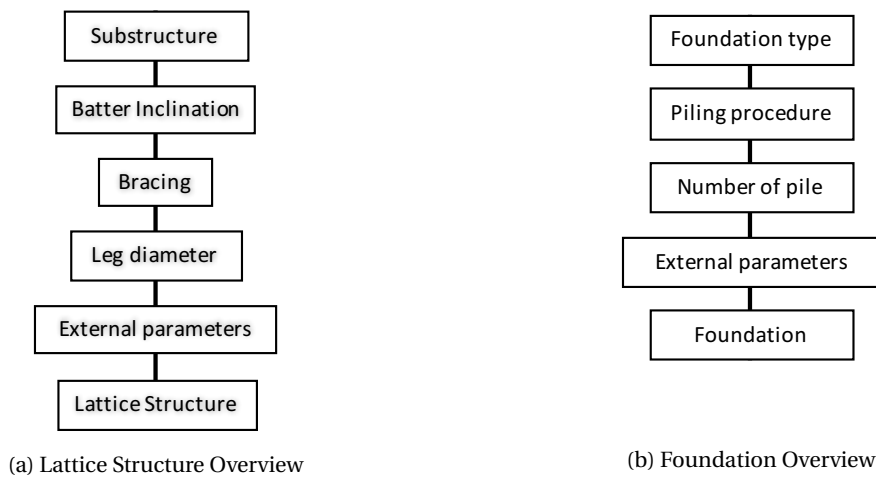 Substructure
Batter Inclination
Bracing
Leg diameter
External parameters
Lattice Structure
(a) Lattice Structure Overview
Foundation type
Piling procedure
Number of pile
External parameters
Foundation
(b) Foundation Overview